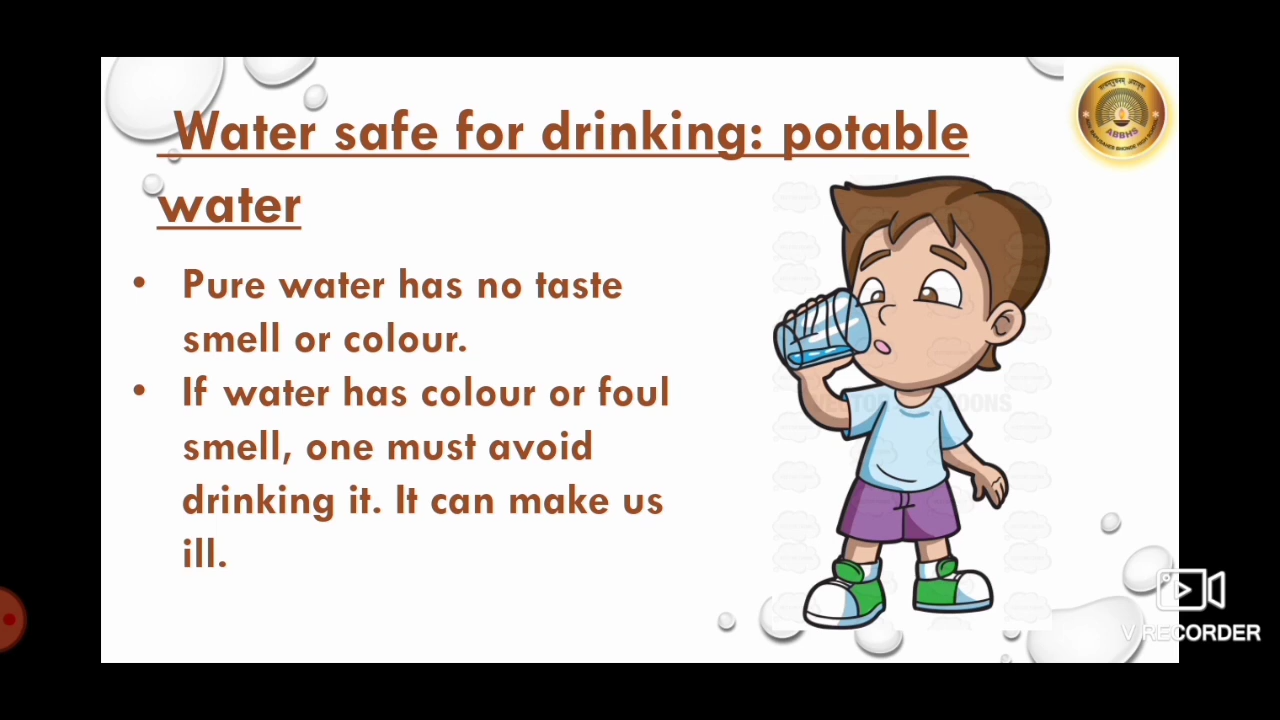 Water safe for drinking: potable
water
Pure water has no taste
smell or colour.
If water has colour or foul
smell, one must avoid
drinking it. It can make us
ill.
ABBHS
V RECORDER